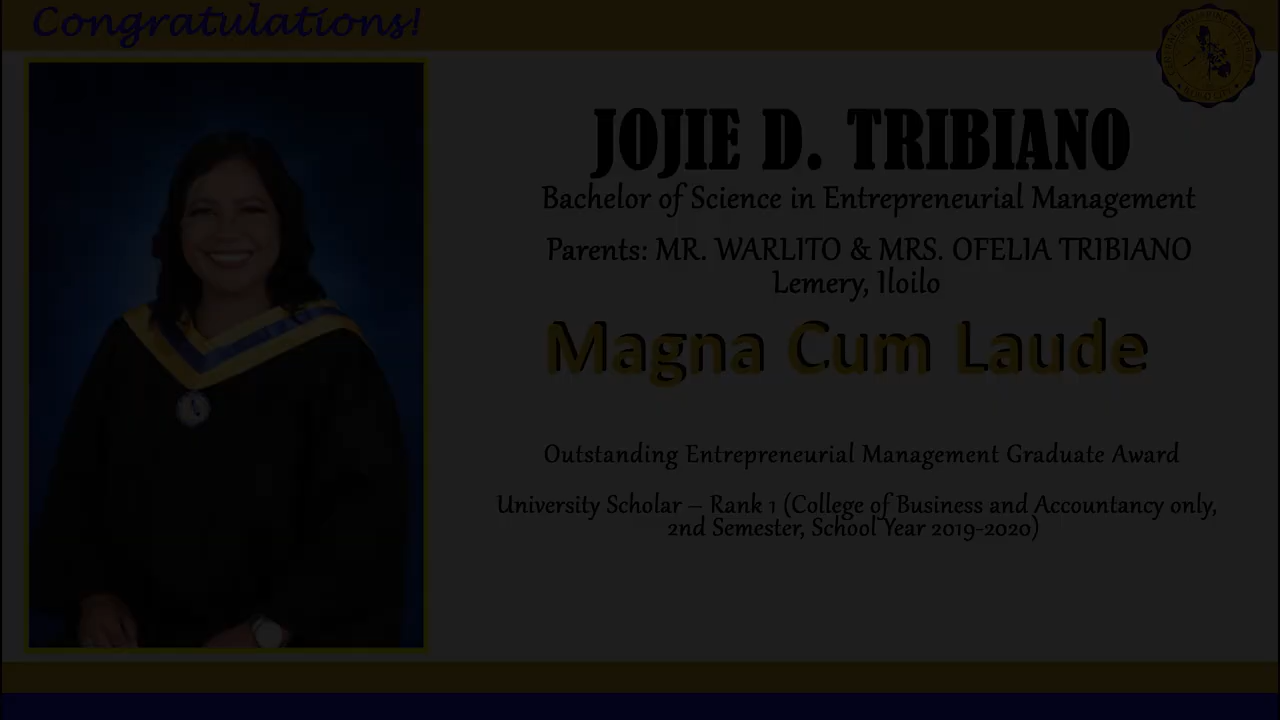 Congratulations!
JOJIE D. TRIBIANO
Bachelor of Science in Entrepreneurial Management
Parents: MR. WARLITO & MRS. OFELIA TRIBIANO
Lemery, Iloilo
Magna Cum Laude
Outstanding Entrepreneurial Management Graduate Award
University Scholar – Rank 1 (College of Business and Accountancy only,
2nd Semester, School Year 2019-2020)